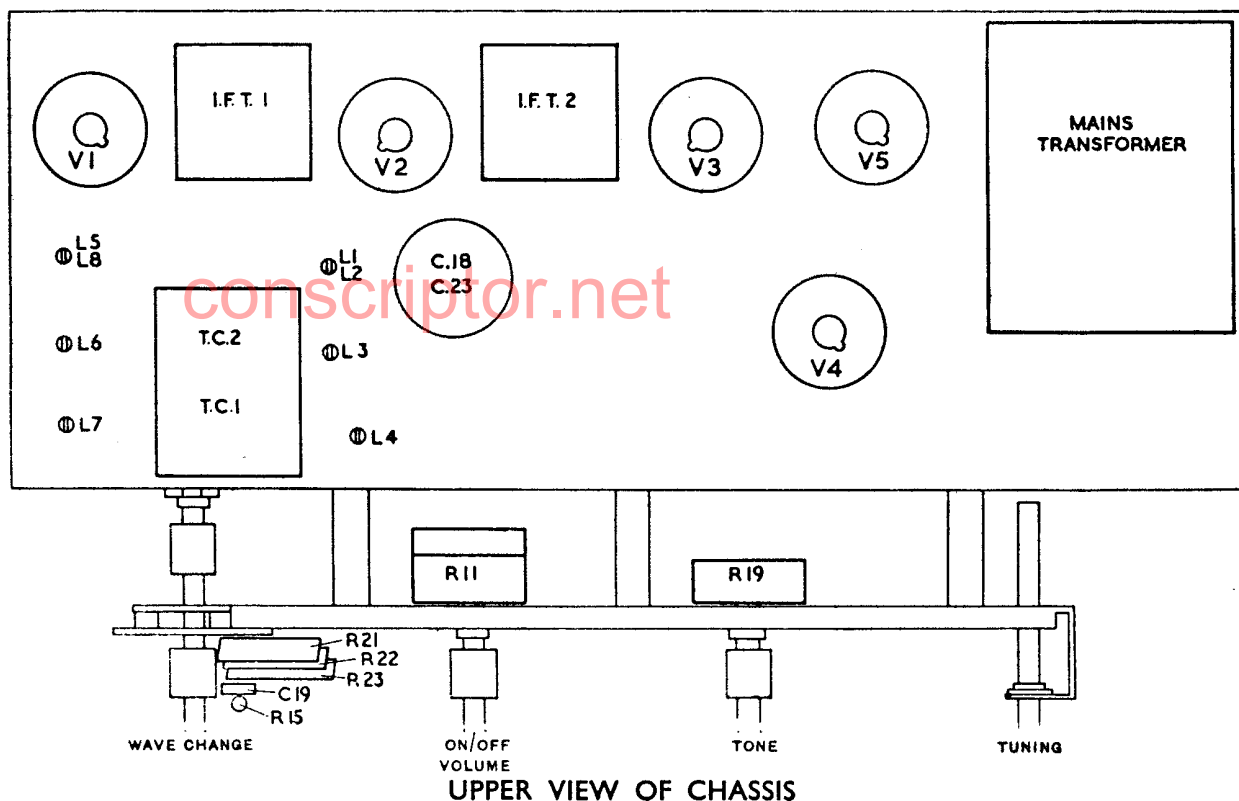 I.F.T. 1
I.F.T. 2
MAINS
TRANSFORMER
V1
V2
V3
V5
L5
L8
L1
L2
C.18
C.23
conscriptor.net
T.C.2
L6
L3
V4
T.C.1
L7
L4
R11
R19
R21
R22
R23
C19
R15
WAVE CHANGE
ON/OFF
VOLUME
TONE
TUNING
UPPER VIEW OF CHASSIS